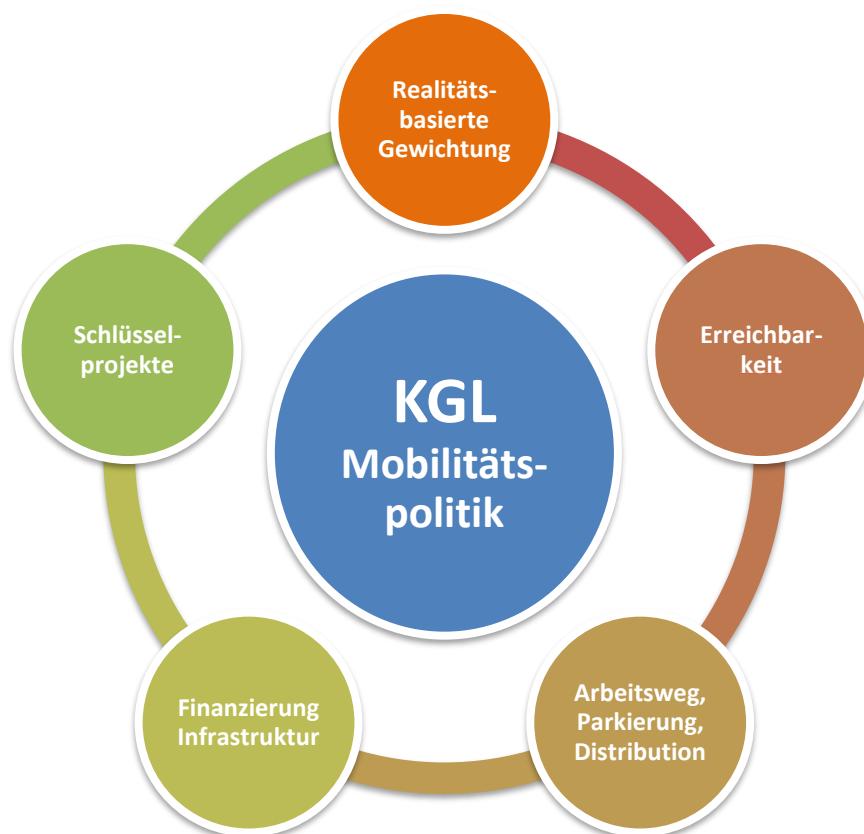 Realitäts-
basierte
Gewichtung
Erreichbar-
keit
Arbeitsweg,
Parkierung,
Distribution
Finanzierung
Infrastruktur
Schlüssel-
projekte
KGL
Mobilitäts-
politik